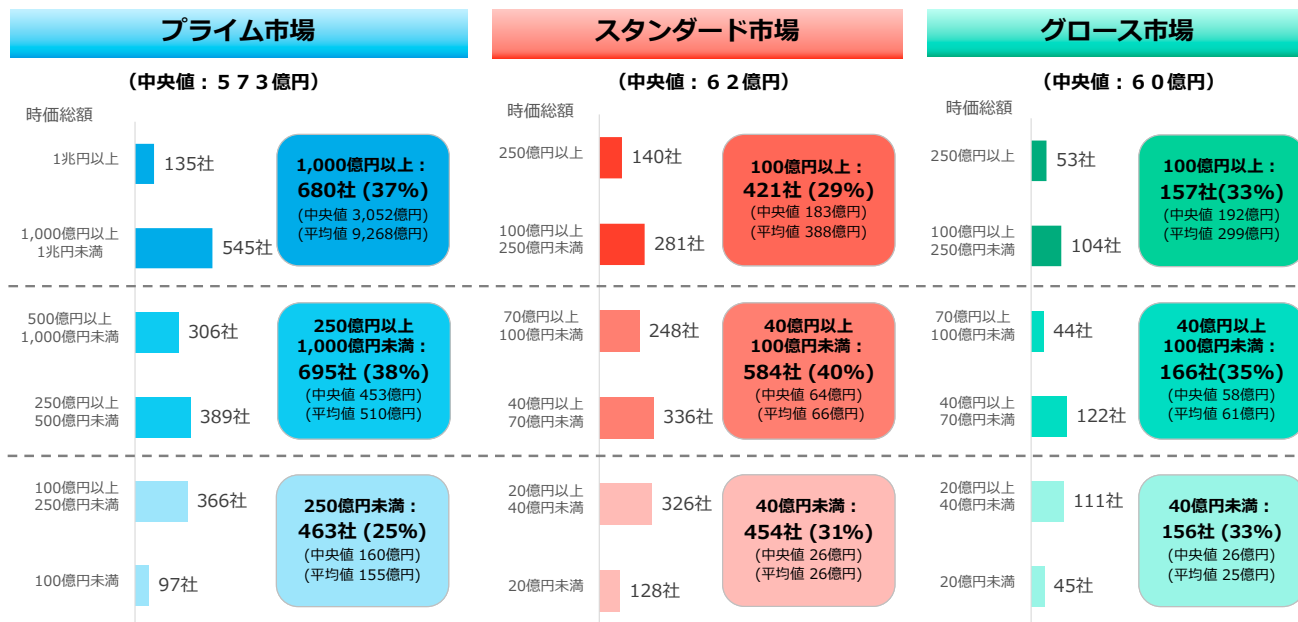 プライム市場
(中央値：５７３億円)
時価総額
1兆円以上
135社
1,000億円以上
1兆円未満
545社
1,000億円以上：
680社 (37%)
(中央値 3,052億円)
(平均値 9,268億円)
500億円以上
1,000億円未満
306社
250億円以上
500億円未満
389社
250億円以上
1,000億円未満：
695社 (38%)
(中央値 453億円)
(平均値 510億円)
100億円以上
250億円未満
366社
100億円未満
97社
250億円未満：
463社 (25%)
(中央値 160億円)
(平均値 155億円)
スタンダード市場
(中央値：６２億円)
時価総額
250億円以上
140社
100億円以上
250億円未満
281社
100億円以上：
421社 (29%)
(中央値 183億円)
(平均値 388億円)
70億円以上
100億円未満
248社
40億円以上
70億円未満
336社
40億円以上
100億円未満：
584社 (40%)
(中央値 64億円)
(平均値 66億円)
20億円以上
40億円未満
326社
20億円未満
128社
40億円未満：
454社 (31%)
(中央値 26億円)
(平均値 26億円)
グロース市場
(中央値：６０億円)
250億円以上
53社
100億円以上
250億円未満
104社
100億円以上：
157社(33%)
(中央値 192億円)
(平均値 299億円)
70億円以上
100億円未満
44社
40億円以上
70億円未満
122社
40億円以上
100億円未満：
166社(35%)
(中央値 58億円)
(平均値 61億円)
20億円以上
40億円未満
111社
20億円未満
45社
40億円未満：
156社 (33%)
(中央値 26億円)
(平均値 25億円)